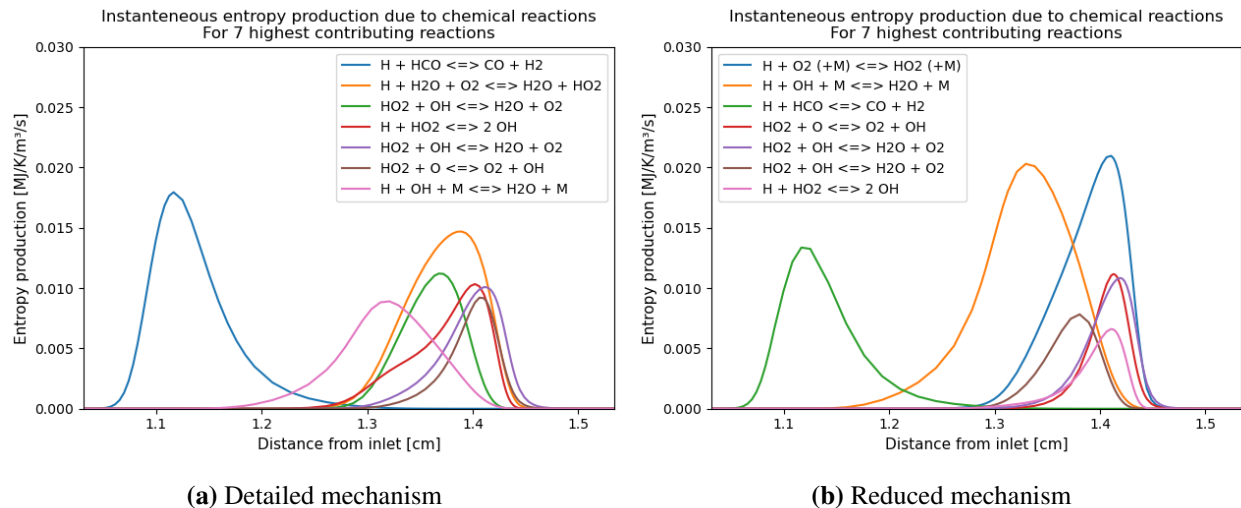 Instanteneous entropy production due to chemical reactions
For 7 highest contributing reactions
Entropy production [MJ/K/m³/s]
0.030
0.025
0.020
0.015
0.010
0.005
0.000
H + HCO <=> CO + H2
H + H2O + O2 <=> H2O + HO2
HO2 + OH <=> H2O + O2
H + HO2 <=> 2 OH
HO2 + OH <=> H2O + O2
HO2 + O <=> O2 + OH
H + OH + M <=> H2O + M
1.1 1.2 1.3 1.4 1.5
Distance from inlet [cm]
(a) Detailed mechanism
Instanteneous entropy production due to chemical reactions
For 7 highest contributing reactions
Entropy production [MJ/K/m³/s]
0.030
0.025
0.020
0.015
0.010
0.005
0.000
H + O2 (+M) <=> HO2 (+M)
H + OH + M <=> H2O + M
H + HCO <=> CO + H2
HO2 + O <=> O2 + OH
HO2 + OH <=> H2O + O2
HO2 + OH <=> H2O + O2
H + HO2 <=> 2 OH
1.1 1.2 1.3 1.4 1.5
Distance from inlet [cm]
(b) Reduced mechanism